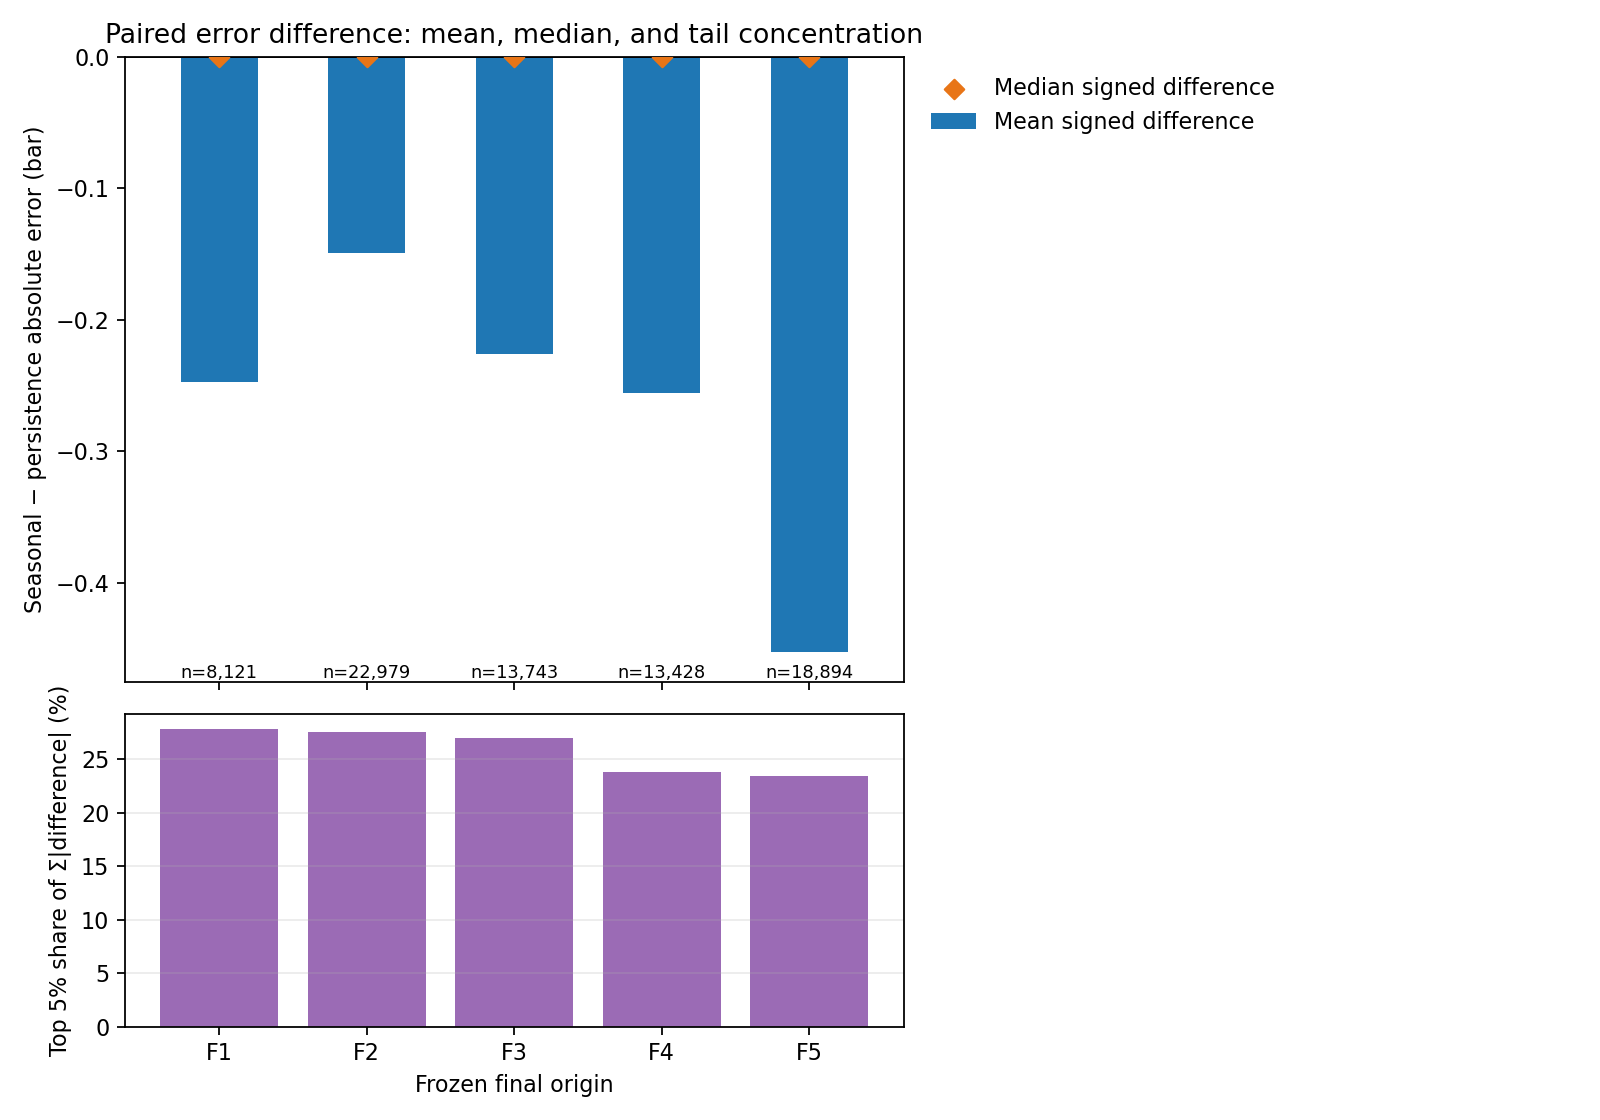 Paired error difference: mean, median, and tail concentration
Median signed difference
Mean signed difference
Seasonal − persistence absolute error (bar)
0.0
−0.1
−0.2
−0.3
−0.4
n=8,121
n=22,979
n=13,743
n=13,428
n=18,894
Top 5% share of Σ|difference| (%)
25
20
15
10
5
0
F1
F2
F3
F4
F5
Frozen final origin